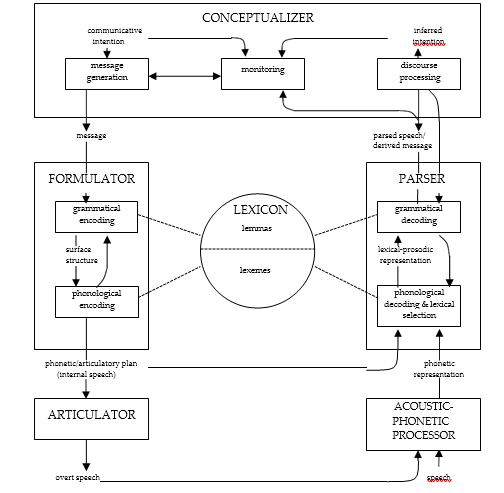 CONCEPTUALIZER
communicative
intention
inferred
intention
message
generation
monitoring
discourse
processing
message
parsed speech/
derived message
FORMULATOR
PARSER
grammatical
encoding
LEXICON
lemmas
grammatical
decoding
surface
structure
lexical-prosodic
representation
lexemes
phonological
encoding
phonological
decoding & lexical
selection
phonetic/articulatory plan
(internal speech)
phonetic
representation
ARTICULATOR
ACOUSTIC-
PHONETIC
PROCESSOR
overt speech
speech